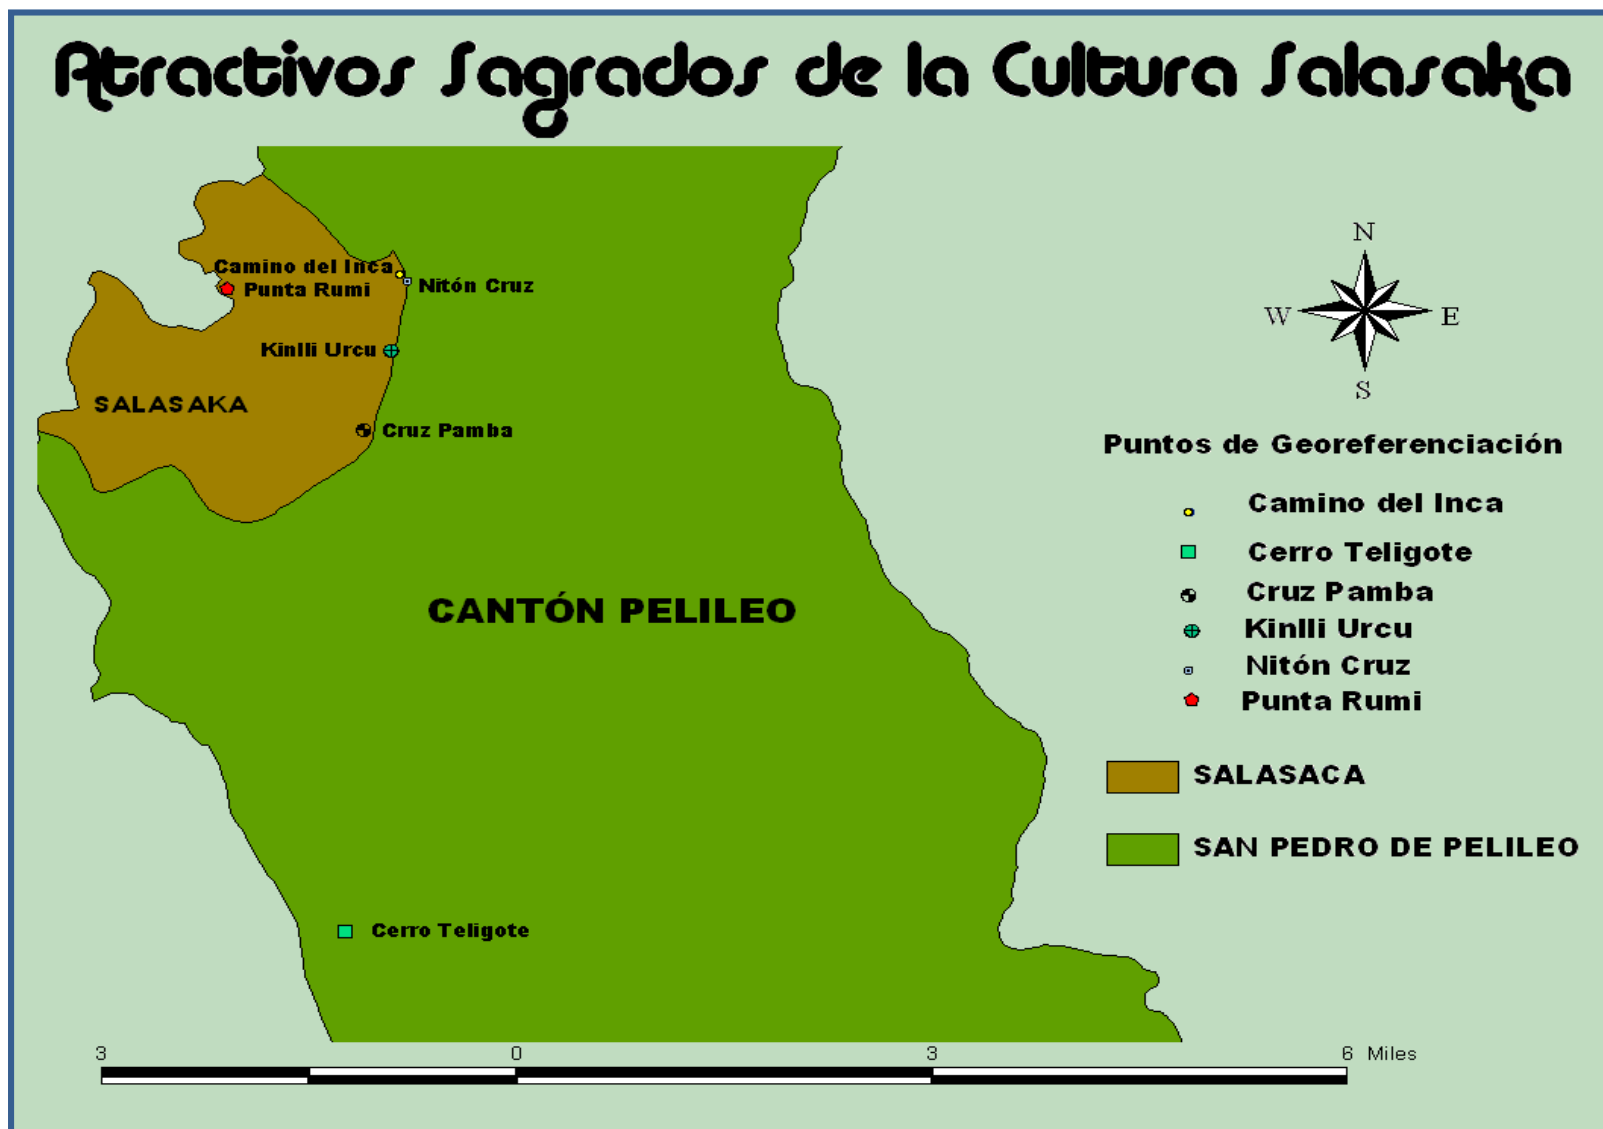 Atractivos Sagrados de la Cultura Salasaka
N
W E
S
Camino del Inca
Punta Rumi
Nitón Cruz
Kinlli Urcu
SALASAKA
Cruz Pamba
CANTÓN PELILEO
Cerro Teligote
Puntos de Georeferenciación
Camino del Inca
Cerro Teligote
Cruz Pamba
Kinlli Urcu
Nitón Cruz
Punta Rumi
SALASACA
SAN PEDRO DE PELILEO
3 0 3 6 Miles